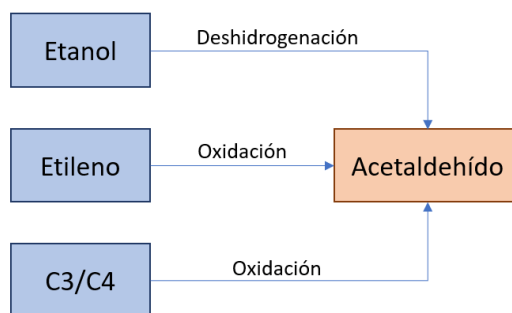 Etanol
Deshidrogenación
Etileno
Oxidación
Acetaldehído
C3/C4
Oxidación